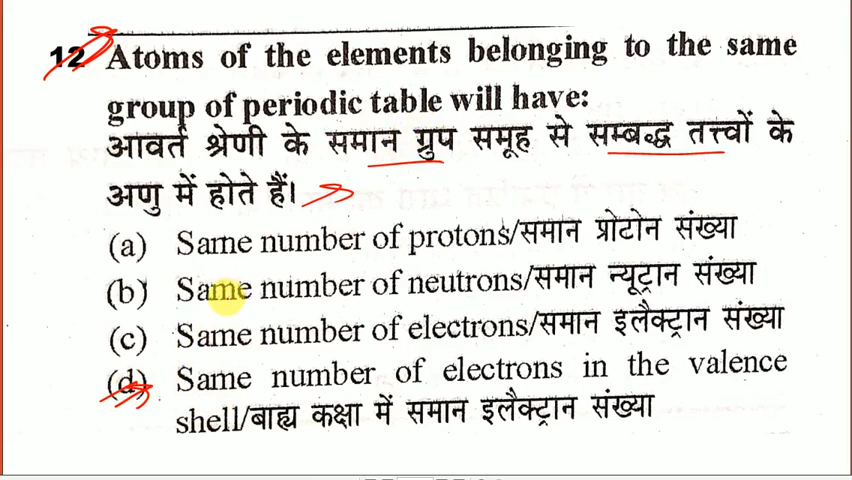 12 Atoms of the elements belonging to the same
group of periodic table will have:
आवर्त श्रेणी के समान ग्रुप समूह से सम्बद्ध तत्त्वों के
अणु में होते हैं।
(a) Same number of protons/समान प्रोटोन संख्या
(b) Same number of neutrons/समान न्यूट्रान संख्या
(c) Same number of electrons/समान इलैक्ट्रान संख्या
(d) Same number of electrons in the valence
shell/बाह्य कक्षा में समान इलैक्ट्रान संख्या